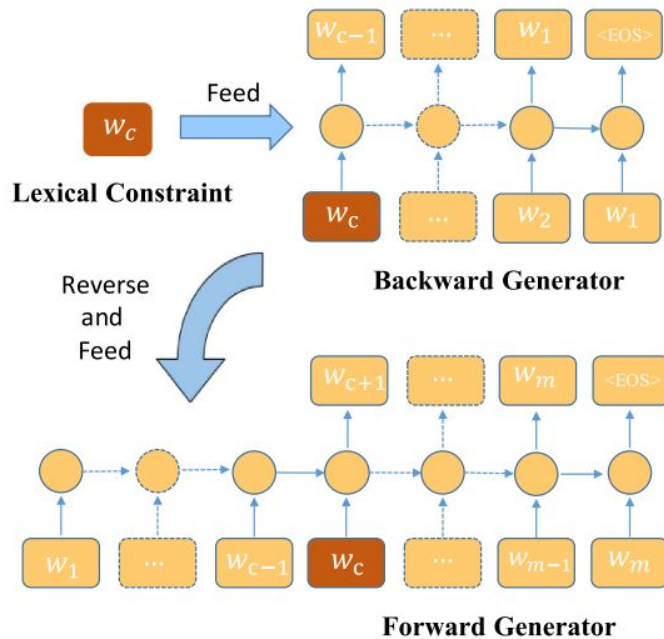 w_{c-1} ... w_1 <EOS>
Feed
w_c
Lexical Constraint
w_c ... w_2 w_1
Backward Generator
Reverse
and
Feed
w_{c+1} ... w_m <EOS>
w_1 ... w_{c-1} w_c ... w_{m-1} w_m
Forward Generator